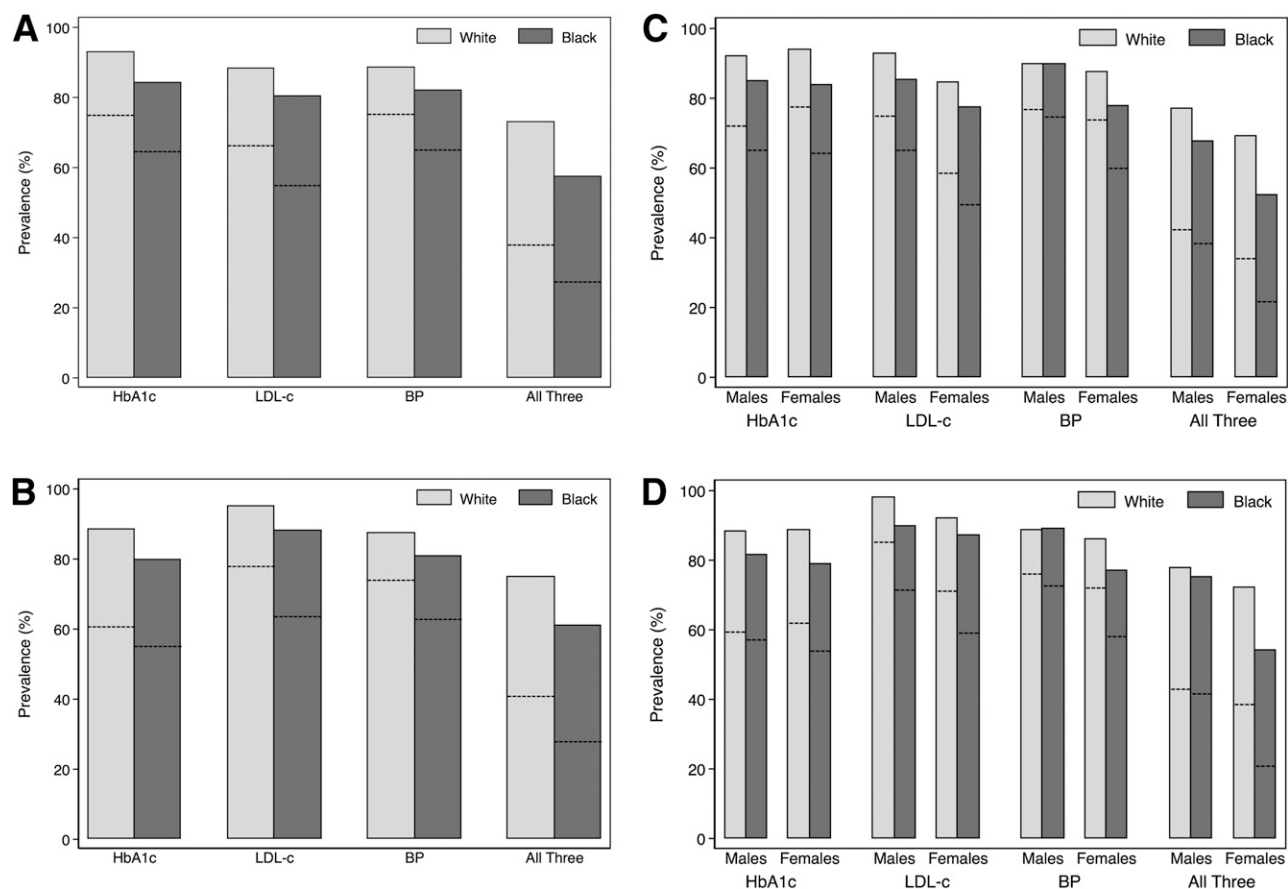 A
White Black
Prevalence (%)
100
80
60
40
20
0
HbA1c LDL-c BP All Three
C
White Black
Prevalence (%)
100
80
60
40
20
0
Males Females Males Females Males Females Males Females
HbA1c LDL-c BP All Three
B
White Black
Prevalence (%)
100
80
60
40
20
0
HbA1c LDL-c BP All Three
D
White Black
Prevalence (%)
100
80
60
40
20
0
Males Females Males Females Males Females Males Females
HbA1c LDL-c BP All Three